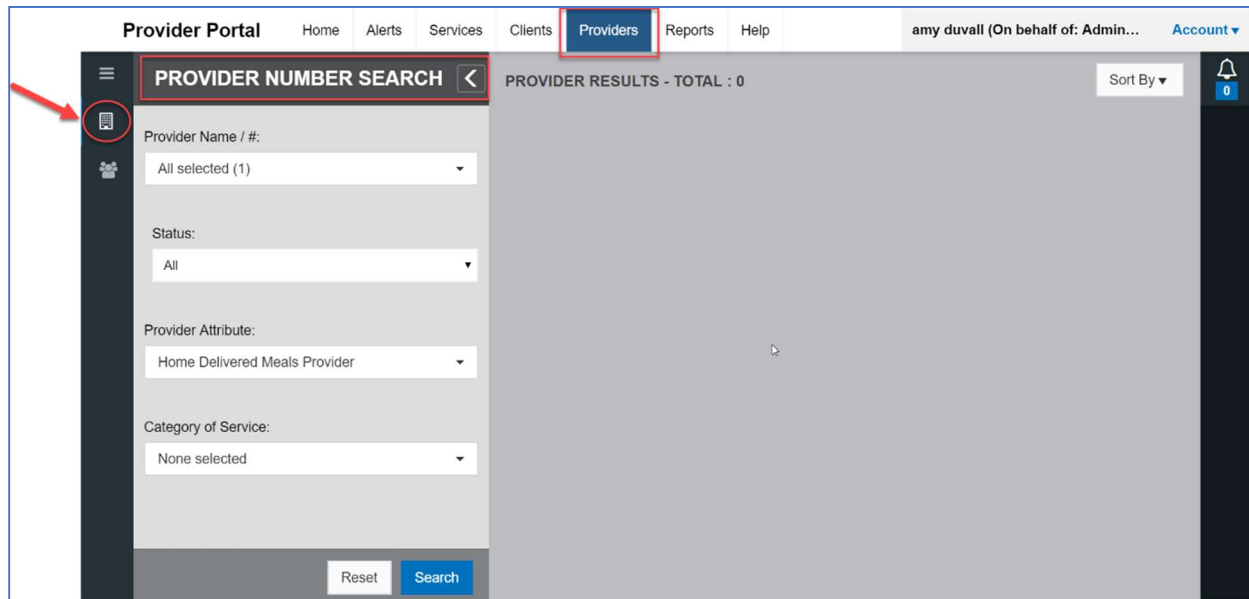 Provider Portal Home Alerts Services Clients Providers Reports Help amy duvall (On behalf of: Admin... Account ▾
PROVIDER NUMBER SEARCH
PROVIDER RESULTS - TOTAL : 0
Sort By ▾
0
Provider Name / #:
All selected (1)
Status:
All
Provider Attribute:
Home Delivered Meals Provider
Category of Service:
None selected
Reset Search